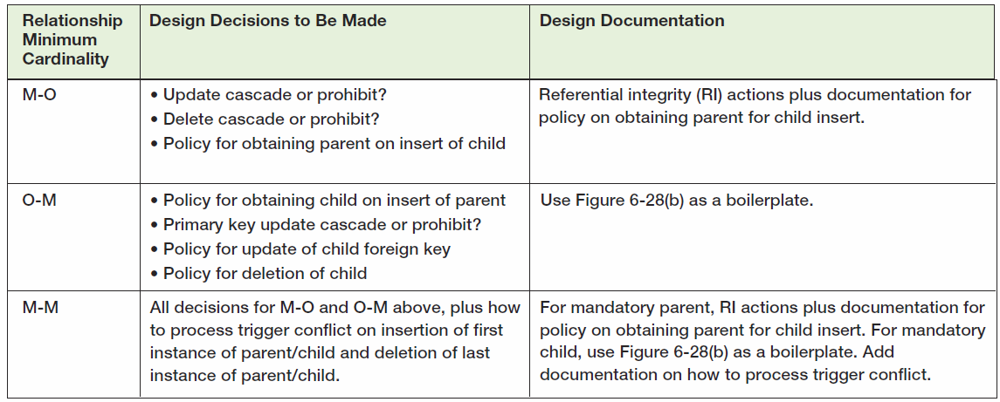 Relationship
Minimum
Cardinality
Design Decisions to Be Made
Design Documentation
M-O
• Update cascade or prohibit?
• Delete cascade or prohibit?
• Policy for obtaining parent on insert of child
Referential integrity (RI) actions plus documentation for
policy on obtaining parent for child insert.
O-M
• Policy for obtaining child on insert of parent
• Primary key update cascade or prohibit?
• Policy for update of child foreign key
• Policy for deletion of child
Use Figure 6-28(b) as a boilerplate.
M-M
All decisions for M-O and O-M above, plus how
to process trigger conflict on insertion of first
instance of parent/child and deletion of last
instance of parent/child.
For mandatory parent, RI actions plus documentation for
policy on obtaining parent for child insert. For mandatory
child, use Figure 6-28(b) as a boilerplate. Add
documentation on how to process trigger conflict.